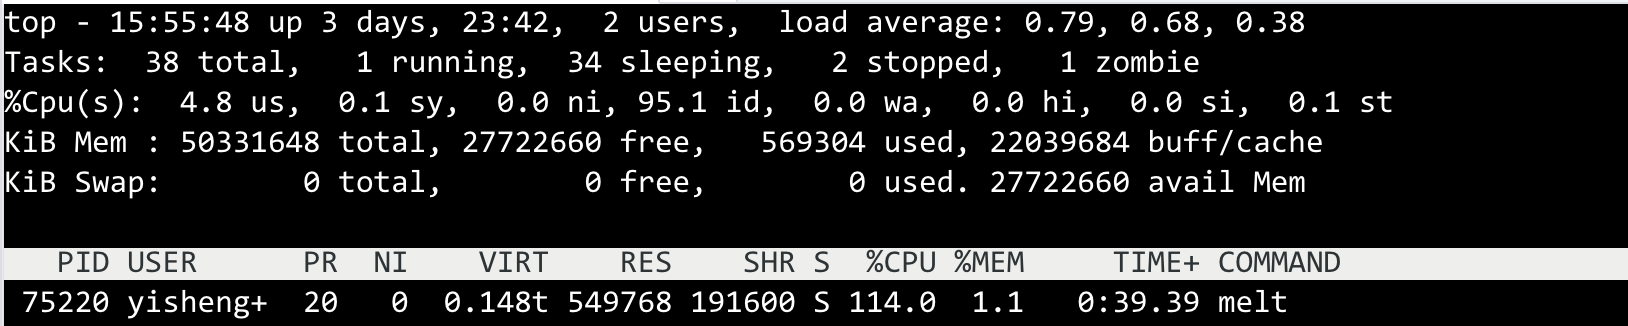 top - 15:55:48 up 3 days, 23:42,  2 users,  load average: 0.79, 0.68, 0.38
Tasks:  38 total,   1 running,  34 sleeping,   2 stopped,   1 zombie
%Cpu(s):  4.8 us,  0.1 sy,  0.0 ni, 95.1 id,  0.0 wa,  0.0 hi,  0.0 si,  0.1 st
KiB Mem : 50331648 total, 27722660 free,   569304 used, 22039684 buff/cache
KiB Swap:        0 total,        0 free,        0 used. 27722660 avail Mem
   PID USER      PR  NI    VIRT    RES    SHR S  %CPU %MEM     TIME+ COMMAND
 75220 yisheng+  20   0  0.148t 549768 191600 S 114.0  1.1   0:39.39 melt